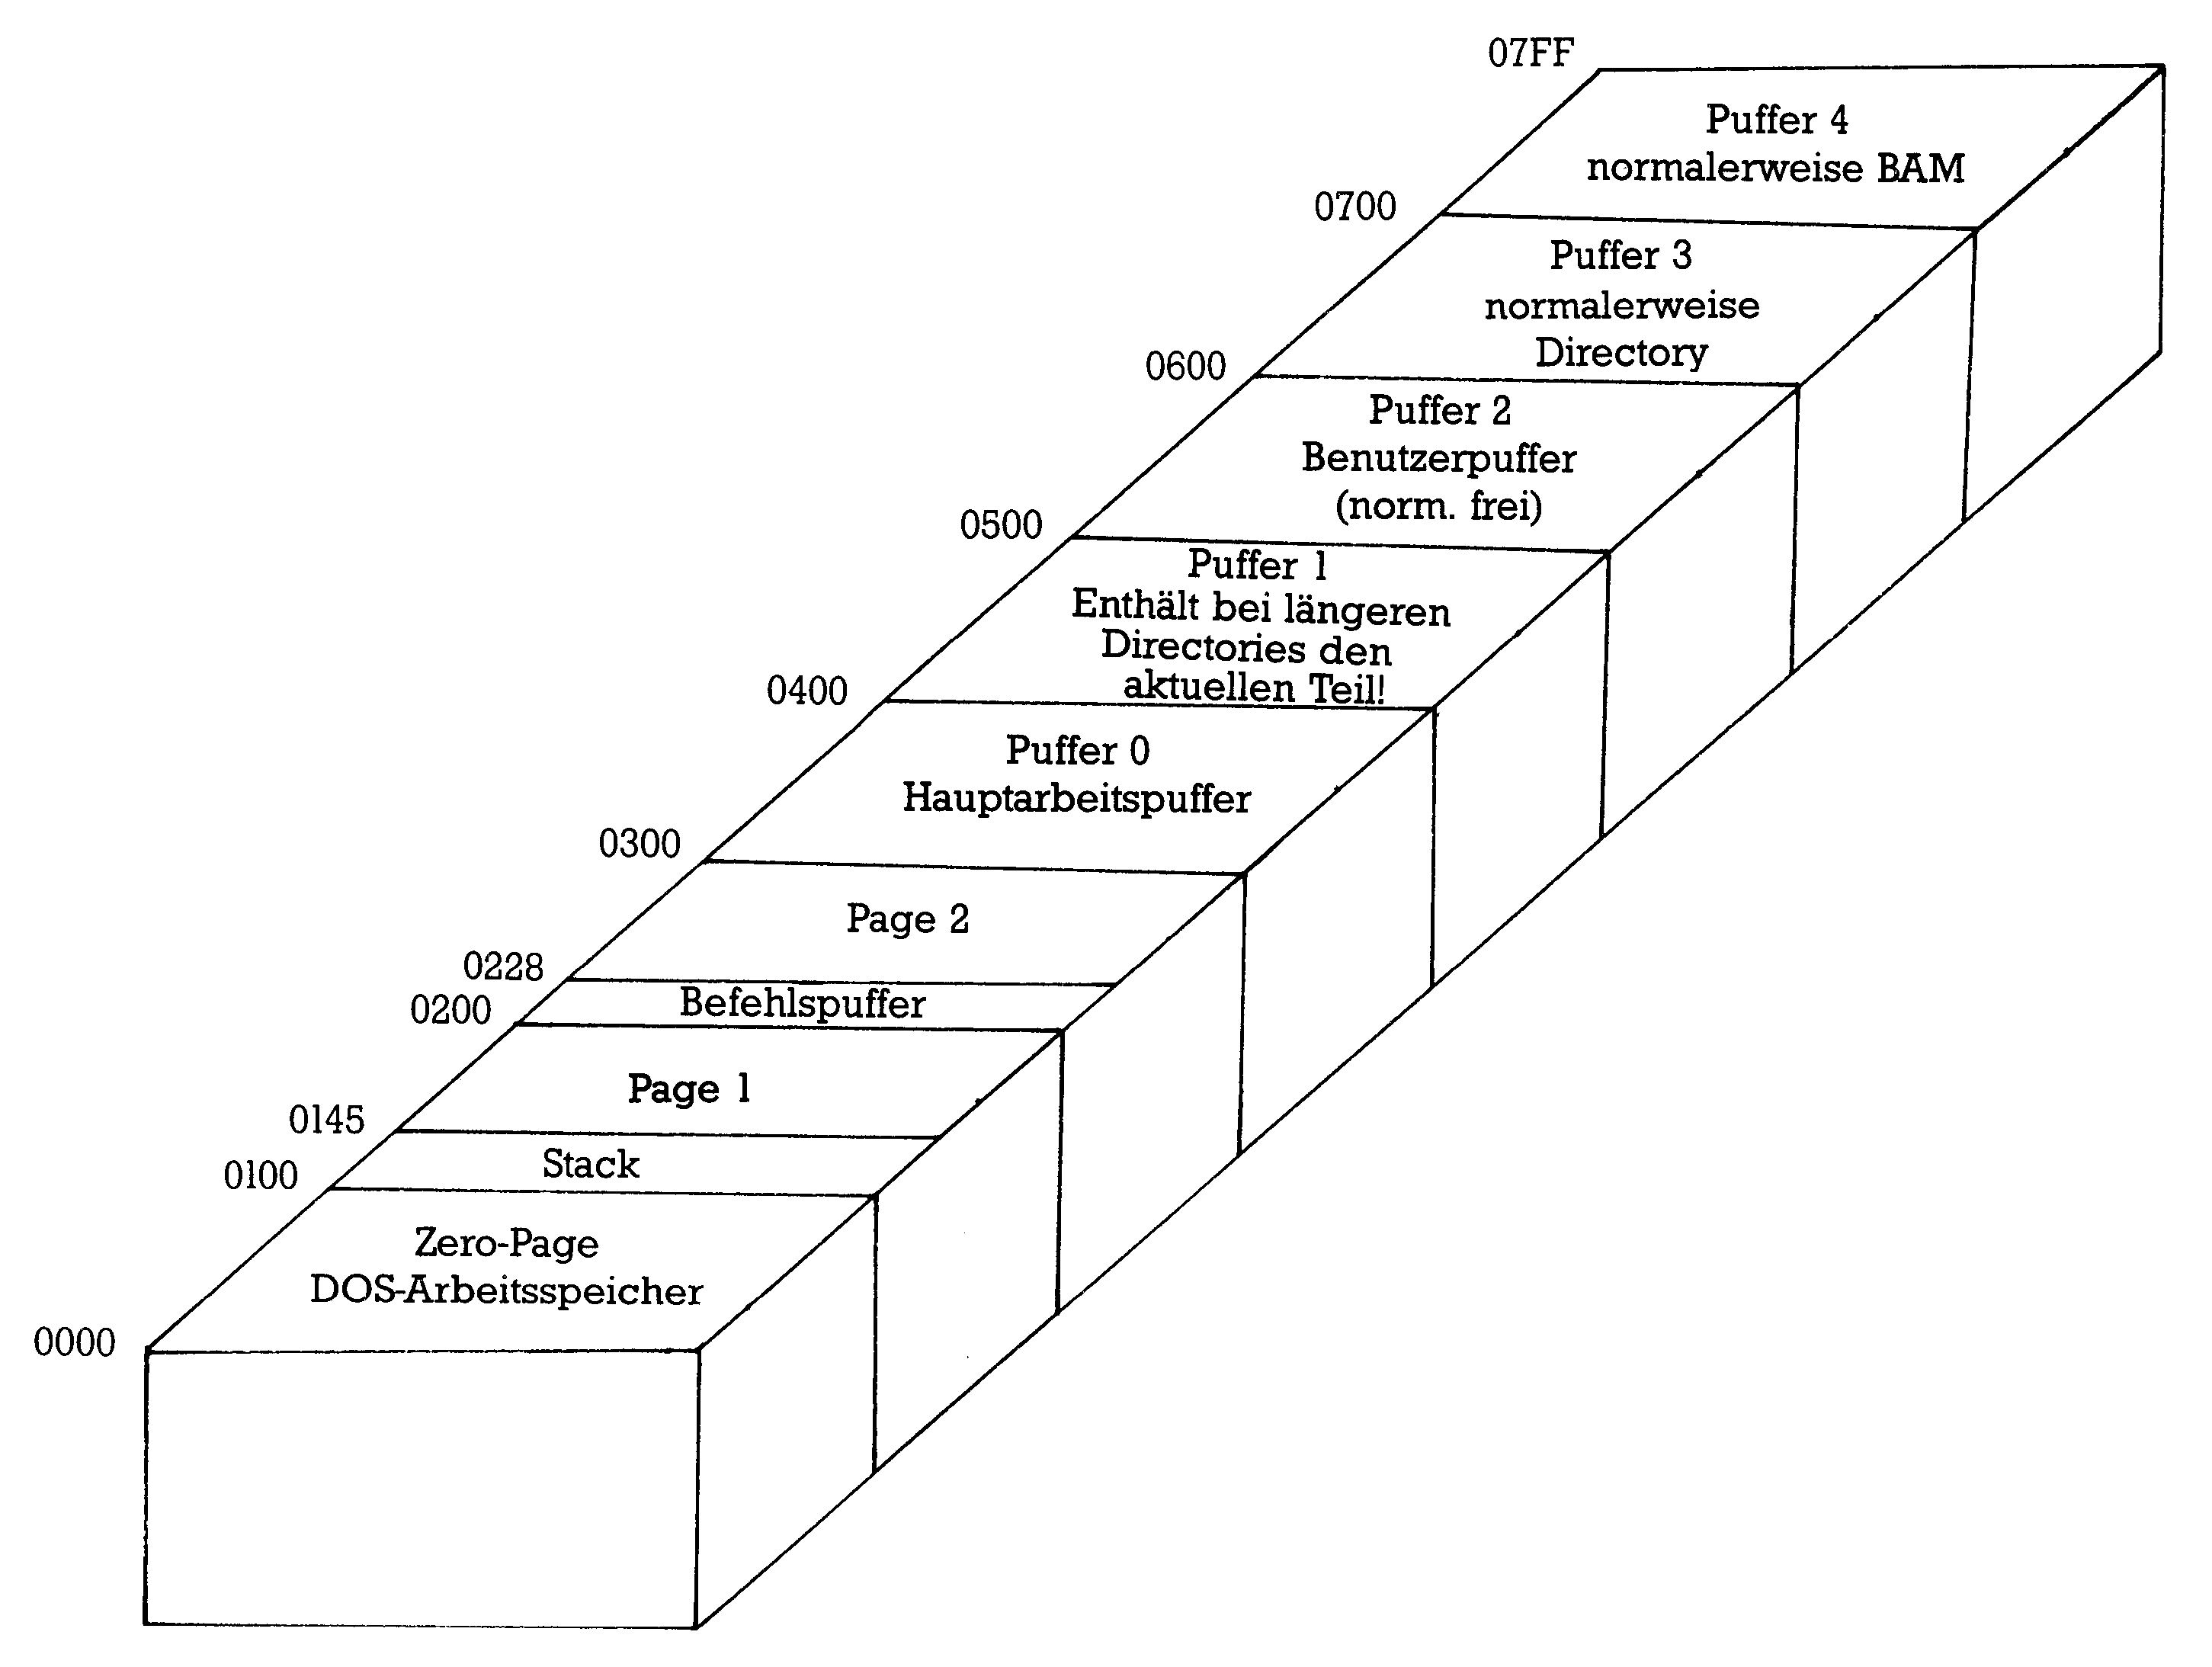 07FF
Puffer 4
normalerweise BAM
0700
Puffer 3
normalerweise
Directory
0600
Puffer 2
Benutzerpuffer
(norm. frei)
0500
Puffer 1
Enthält bei längeren
Directories den
aktuellen Teil!
0400
Puffer 0
Hauptarbeitspuffer
0300
Page 2
0228
Befehlspuffer
0200
Page 1
0145
Stack
0100
Zero-Page
DOS-Arbeitsspeicher
0000